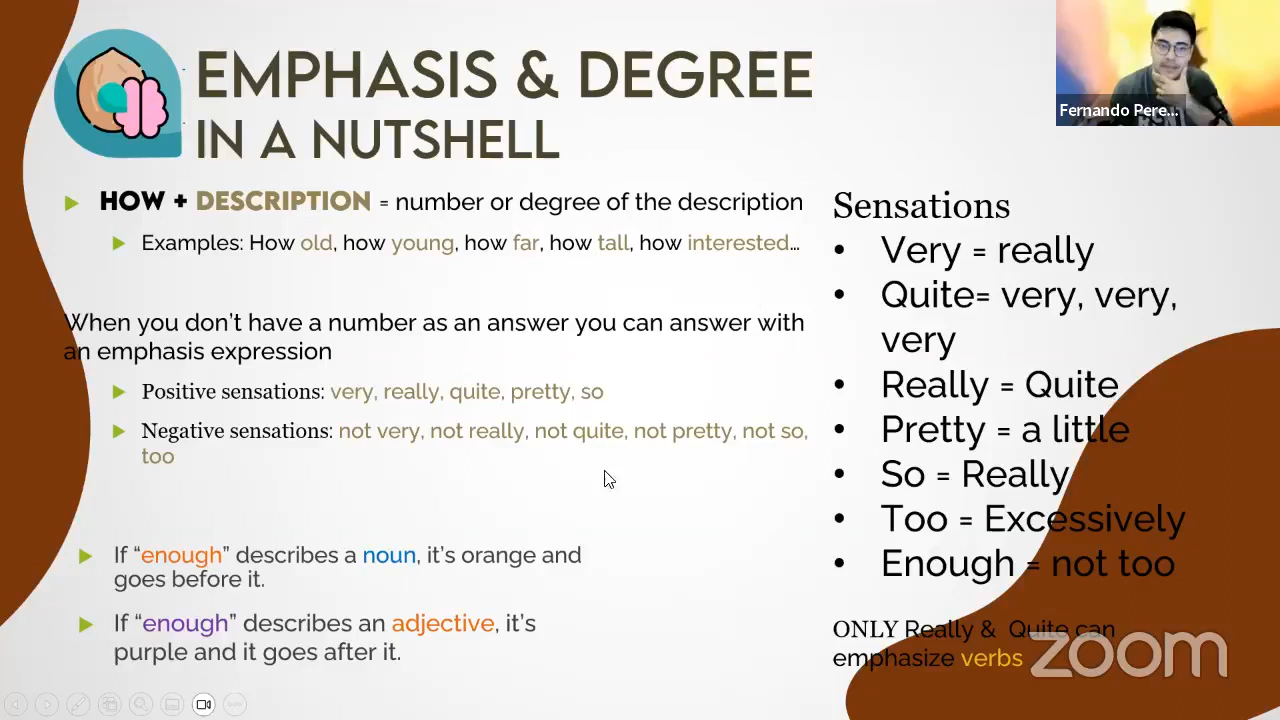 EMPHASIS & DEGREE
IN A NUTSHELL
Fernando Pere...
HOW + DESCRIPTION = number or degree of the description
Examples: How old, how young, how far, how tall, how interested…
When you don't have a number as an answer you can answer with
an emphasis expression
Positive sensations: very, really, quite, pretty, so
Negative sensations: not very, not really, not quite, not pretty, not so,
too
If “enough” describes a noun, it's orange and
goes before it.
If “enough” describes an adjective, it's
purple and it goes after it.
Sensations
• Very = really
• Quite= very, very,
very
• Really = Quite
• Pretty = a little
• So = Really
• Too = Excessively
• Enough = not too
ONLY Really & Quite can
emphasize verbs
zoom